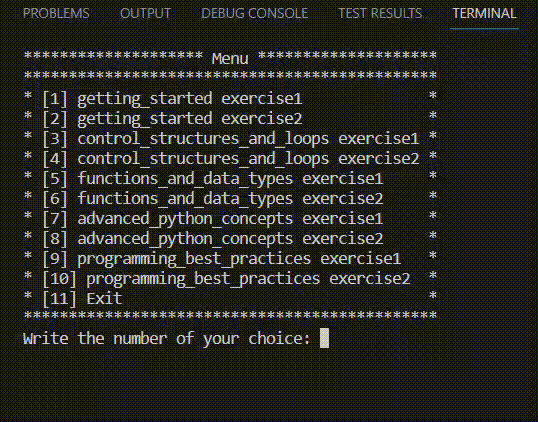 PROBLEMS OUTPUT DEBUG CONSOLE TEST RESULTS TERMINAL
******************** Menu ********************
**********************************************
* [1] getting_started exercise1              *
* [2] getting_started exercise2              *
* [3] control_structures_and_loops exercise1 *
* [4] control_structures_and_loops exercise2 *
* [5] functions_and_data_types exercise1     *
* [6] functions_and_data_types exercise2     *
* [7] advanced_python_concepts exercise1     *
* [8] advanced_python_concepts exercise2     *
* [9] programming_best_practices exercise1   *
* [10] programming_best_practices exercise2  *
* [11] Exit                                  *
**********************************************
Write the number of your choice: